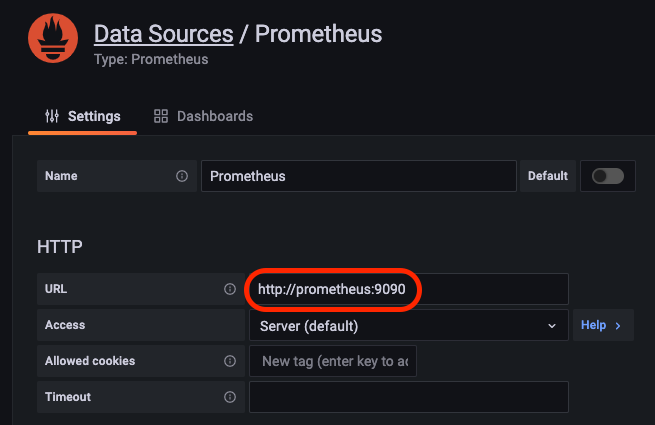 Data Sources / Prometheus
Type: Prometheus
Settings Dashboards
Name Prometheus Default
HTTP
URL http://prometheus:9090
Access Server (default) Help >
Allowed cookies New tag (enter key to ac
Timeout